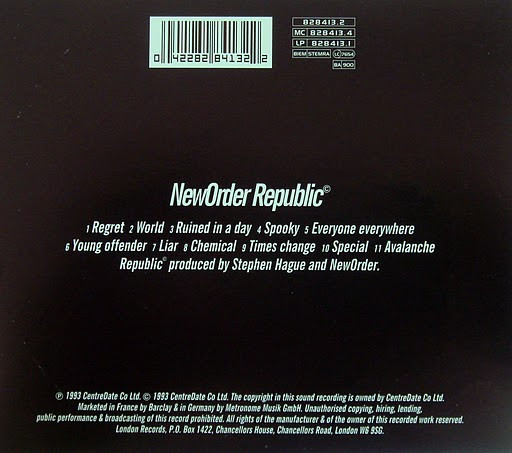 828413.2
MC 828413.4
LP 828413.1
BIEM STEMRA LC 7654
BA 900
0 42282 84132 2
NewOrder Republic©
1 Regret 2 World 3 Ruined in a day 4 Spooky 5 Everyone everywhere
6 Young offender 7 Liar 8 Chemical 9 Times change 10 Special 11 Avalanche
Republic© produced by Stephen Hague and NewOrder.
℗ 1993 CentreDate Co Ltd. © 1993 CentreDate Co Ltd. The copyright in this sound recording is owned by CentreDate Co Ltd.
Marketed in France by Barclay & in Germany by Metronome Musik GmbH. Unauthorised copying, hiring, lending,
public performance & broadcasting of this record prohibited. All rights of the manufacturer & of the owner of this recorded work reserved.
London Records, P.O. Box 1422, Chancellors House, Chancellors Road, London W6 9SG.